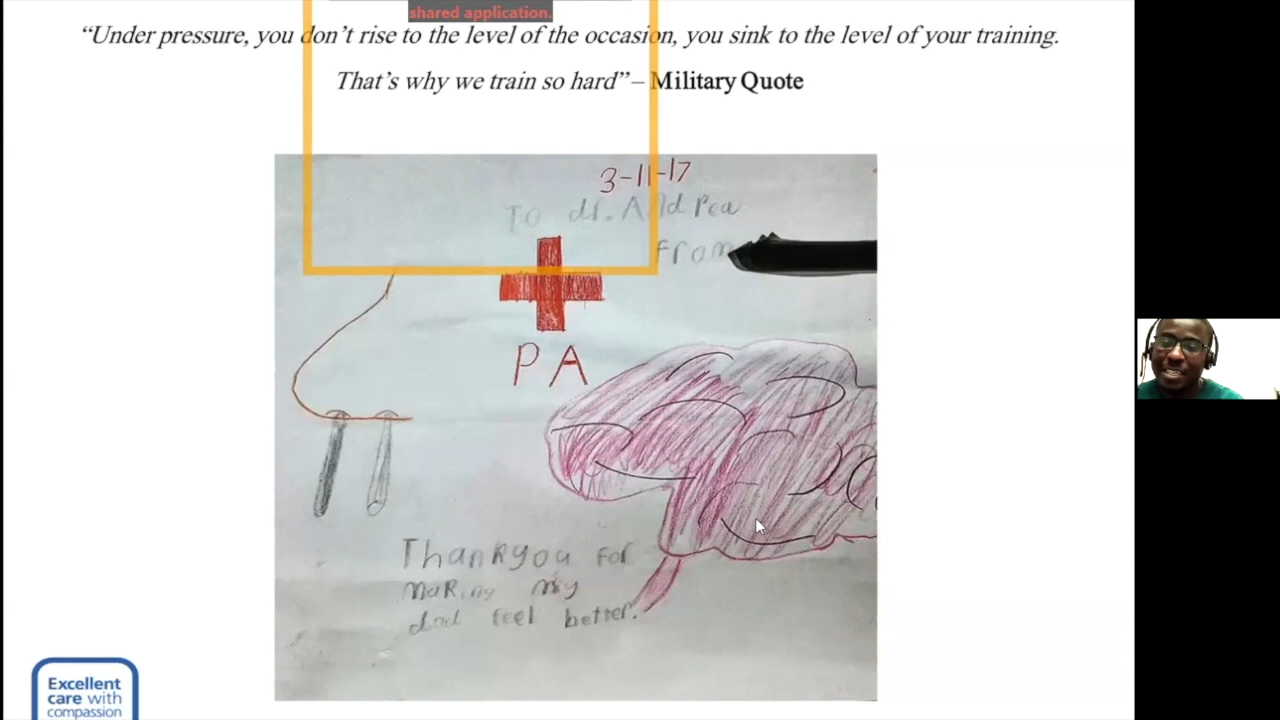 shared application.
“Under pressure, you don’t rise to the level of the occasion, you sink to the level of your training.
That’s why we train so hard” – Military Quote
3-11-17
To dr. Andrew
from
PA
Thankyou for
making my
dad feel better.
Excellent
care with
compassion